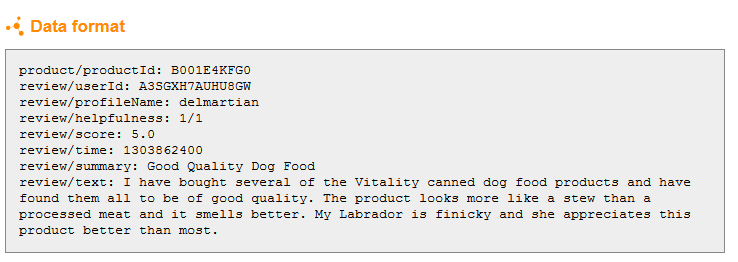 Data format
product/productId: B001E4KFG0
review/userId: A3SGXH7AUHU8GW
review/profileName: delmartian
review/helpfulness: 1/1
review/score: 5.0
review/time: 1303862400
review/summary: Good Quality Dog Food
review/text: I have bought several of the Vitality canned dog food products and have
found them all to be of good quality. The product looks more like a stew than a
processed meat and it smells better. My Labrador is finicky and she appreciates this
product better than most.